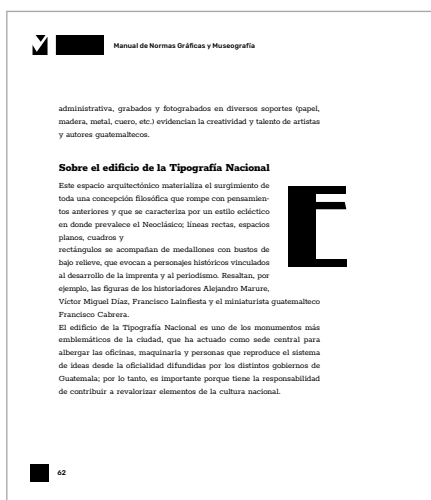 Manual de Normas Gráficas y Museografía
administrativa, grabados y fotograbados en diversos soportes (papel,
madera, metal, cuero, etc.) evidencian la creatividad y talento de artistas
y autores guatemaltecos.
Sobre el edificio de la Tipografía Nacional
Este espacio arquitectónico materializa el surgimiento de
toda una concepción filosófica que rompe con pensamien-
tos anteriores y que se caracteriza por un estilo ecléctico
en donde prevalece el Neoclásico; líneas rectas, espacios
planos, cuadros y
rectángulos se acompañan de medallones con bustos de
bajo relieve, que evocan a personajes históricos vinculados
al desarrollo de la imprenta y al periodismo. Resaltan, por
ejemplo, las figuras de los historiadores Alejandro Marure,
Víctor Miguel Díaz, Francisco Lainfiesta y el miniaturista guatemalteco
Francisco Cabrera.
El edificio de la Tipografía Nacional es uno de los monumentos más
emblemáticos de la ciudad, que ha actuado como sede central para
albergar las oficinas, maquinaria y personas que reproduce el sistema
de ideas desde la oficialidad difundidas por los distintos gobiernos de
Guatemala; por lo tanto, es importante porque tiene la responsabilidad
de contribuir a revalorizar elementos de la cultura nacional.
62